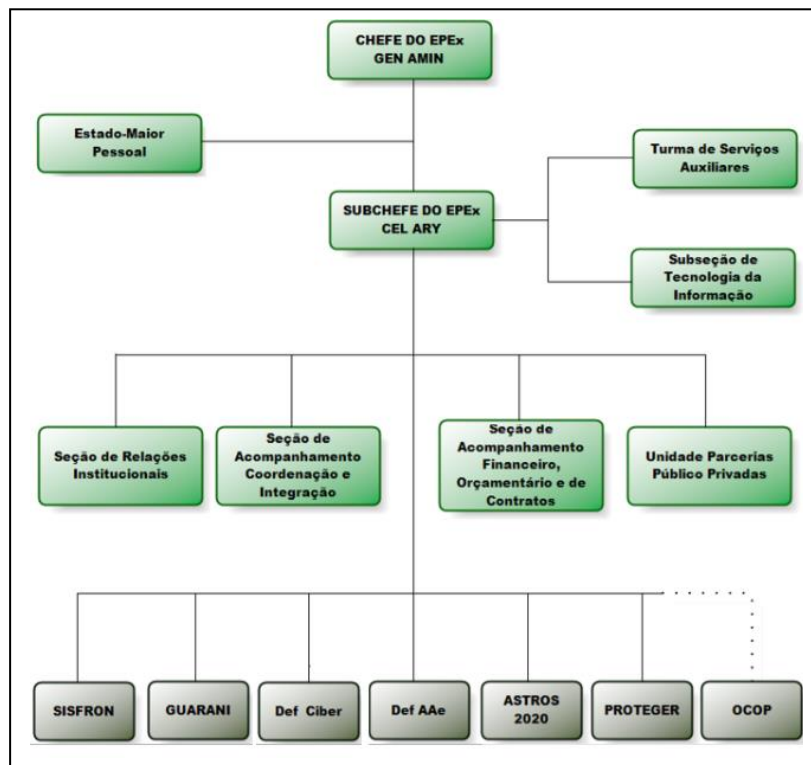 CHEFE DO EPEx
GEN AMIN
Estado-Maior
Pessoal
Turma de Serviços
Auxiliares
SUBCHEFE DO EPEx
CEL ARY
Subseção de
Tecnologia da
Informação
Seção de Relações
Institucionais
Seção de
Acompanhamento
Coordenação e
Integração
Seção de
Acompanhamento
Financeiro,
Orçamentário e de
Contratos
Unidade Parcerias
Público Privadas
SISFRON
GUARANI
Def Ciber
Def AAe
ASTROS
2020
PROTEGER
OCOP